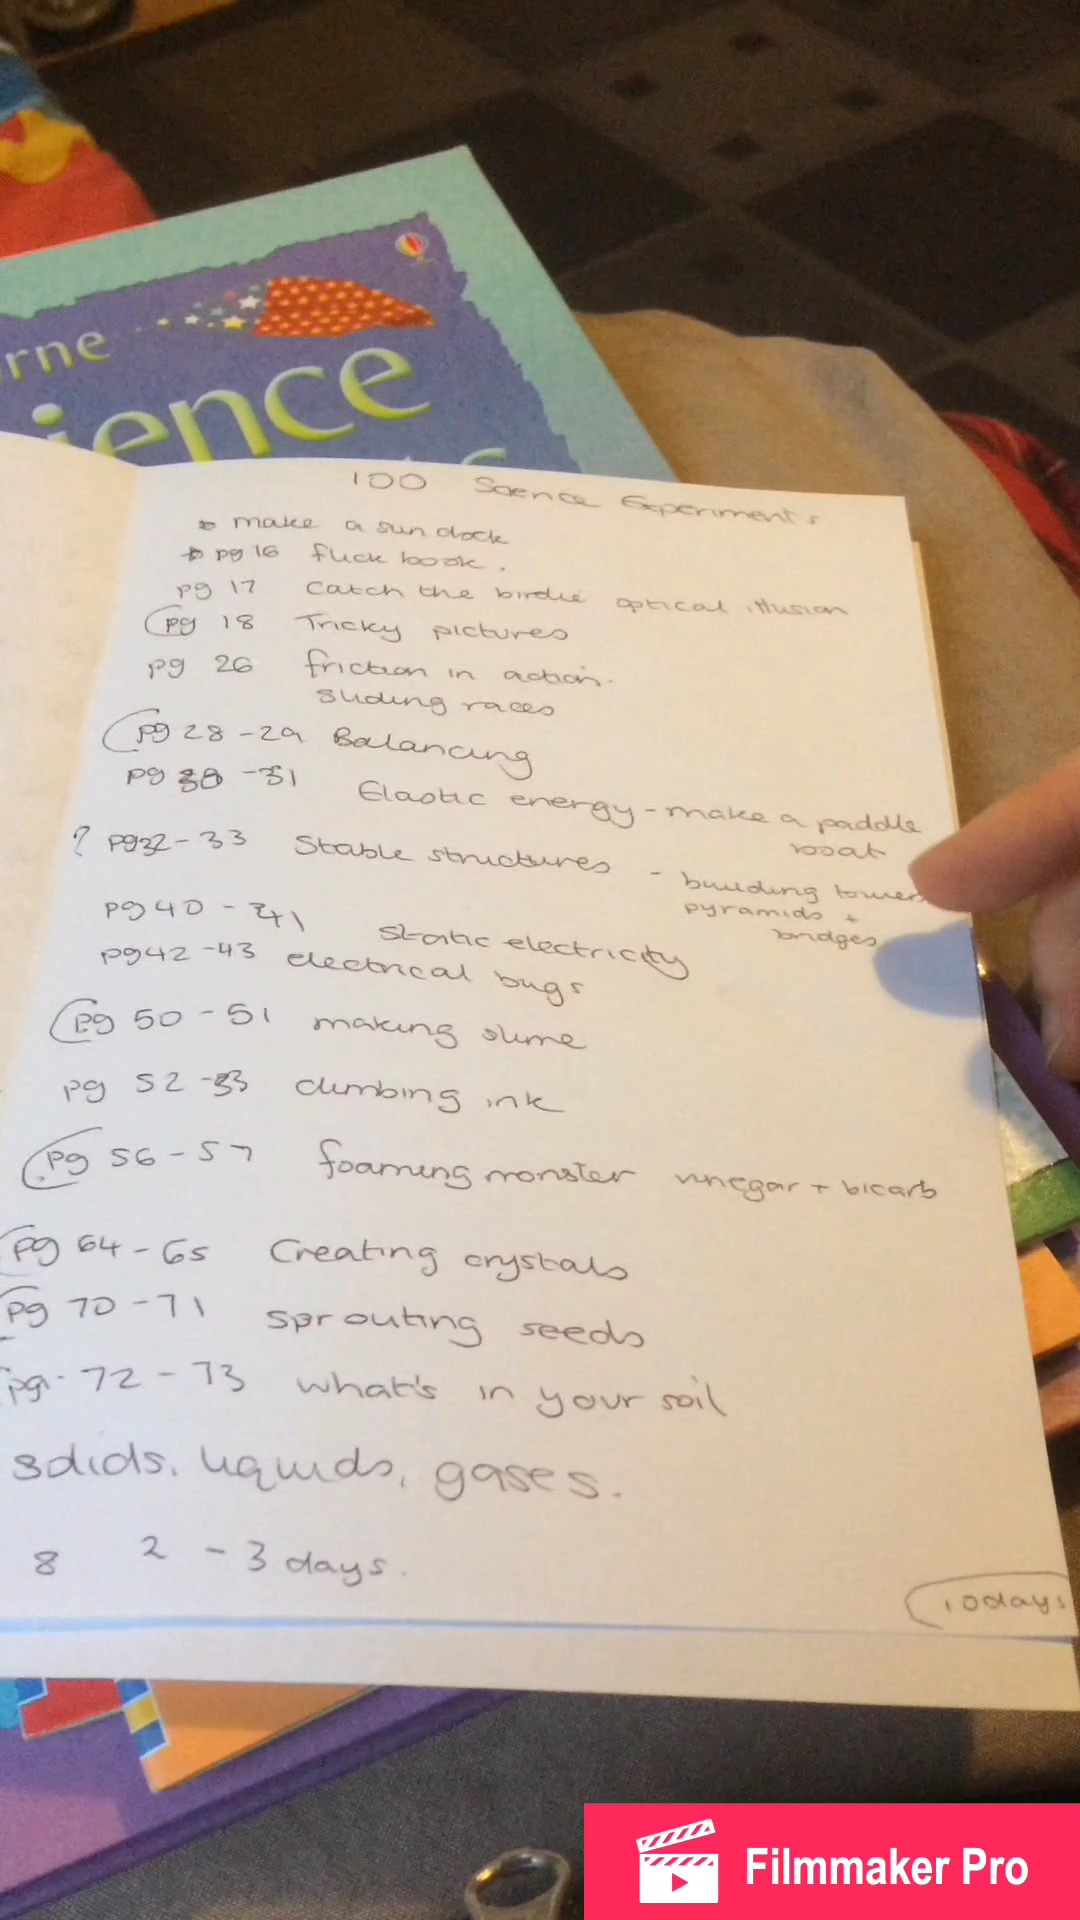 rne
ience
100 Science Experiments
make a sun clock
pg 16 flick book.
pg 17 Catch the birdie optical illusion
pg 18 Tricky pictures
pg 26 friction in action.
sliding races
pg 28-29 Balancing
pg 30-31 Elastic energy - make a paddle
boat
? pg 32-33 Stable structures - building towers
pyramids +
bridges
pg 40-41 static electricity
pg 42-43 electrical bugs
pg 50-51 making slime
pg 52-53 climbing ink
pg 56-57 foaming monster vinegar + bicarb
pg 64-65 Creating crystals
pg 70-71 sprouting seeds
pg. 72-73 what's in your soil
solids, liquids, gases.
8 2 - 3 days.
10 days
Filmmaker Pro